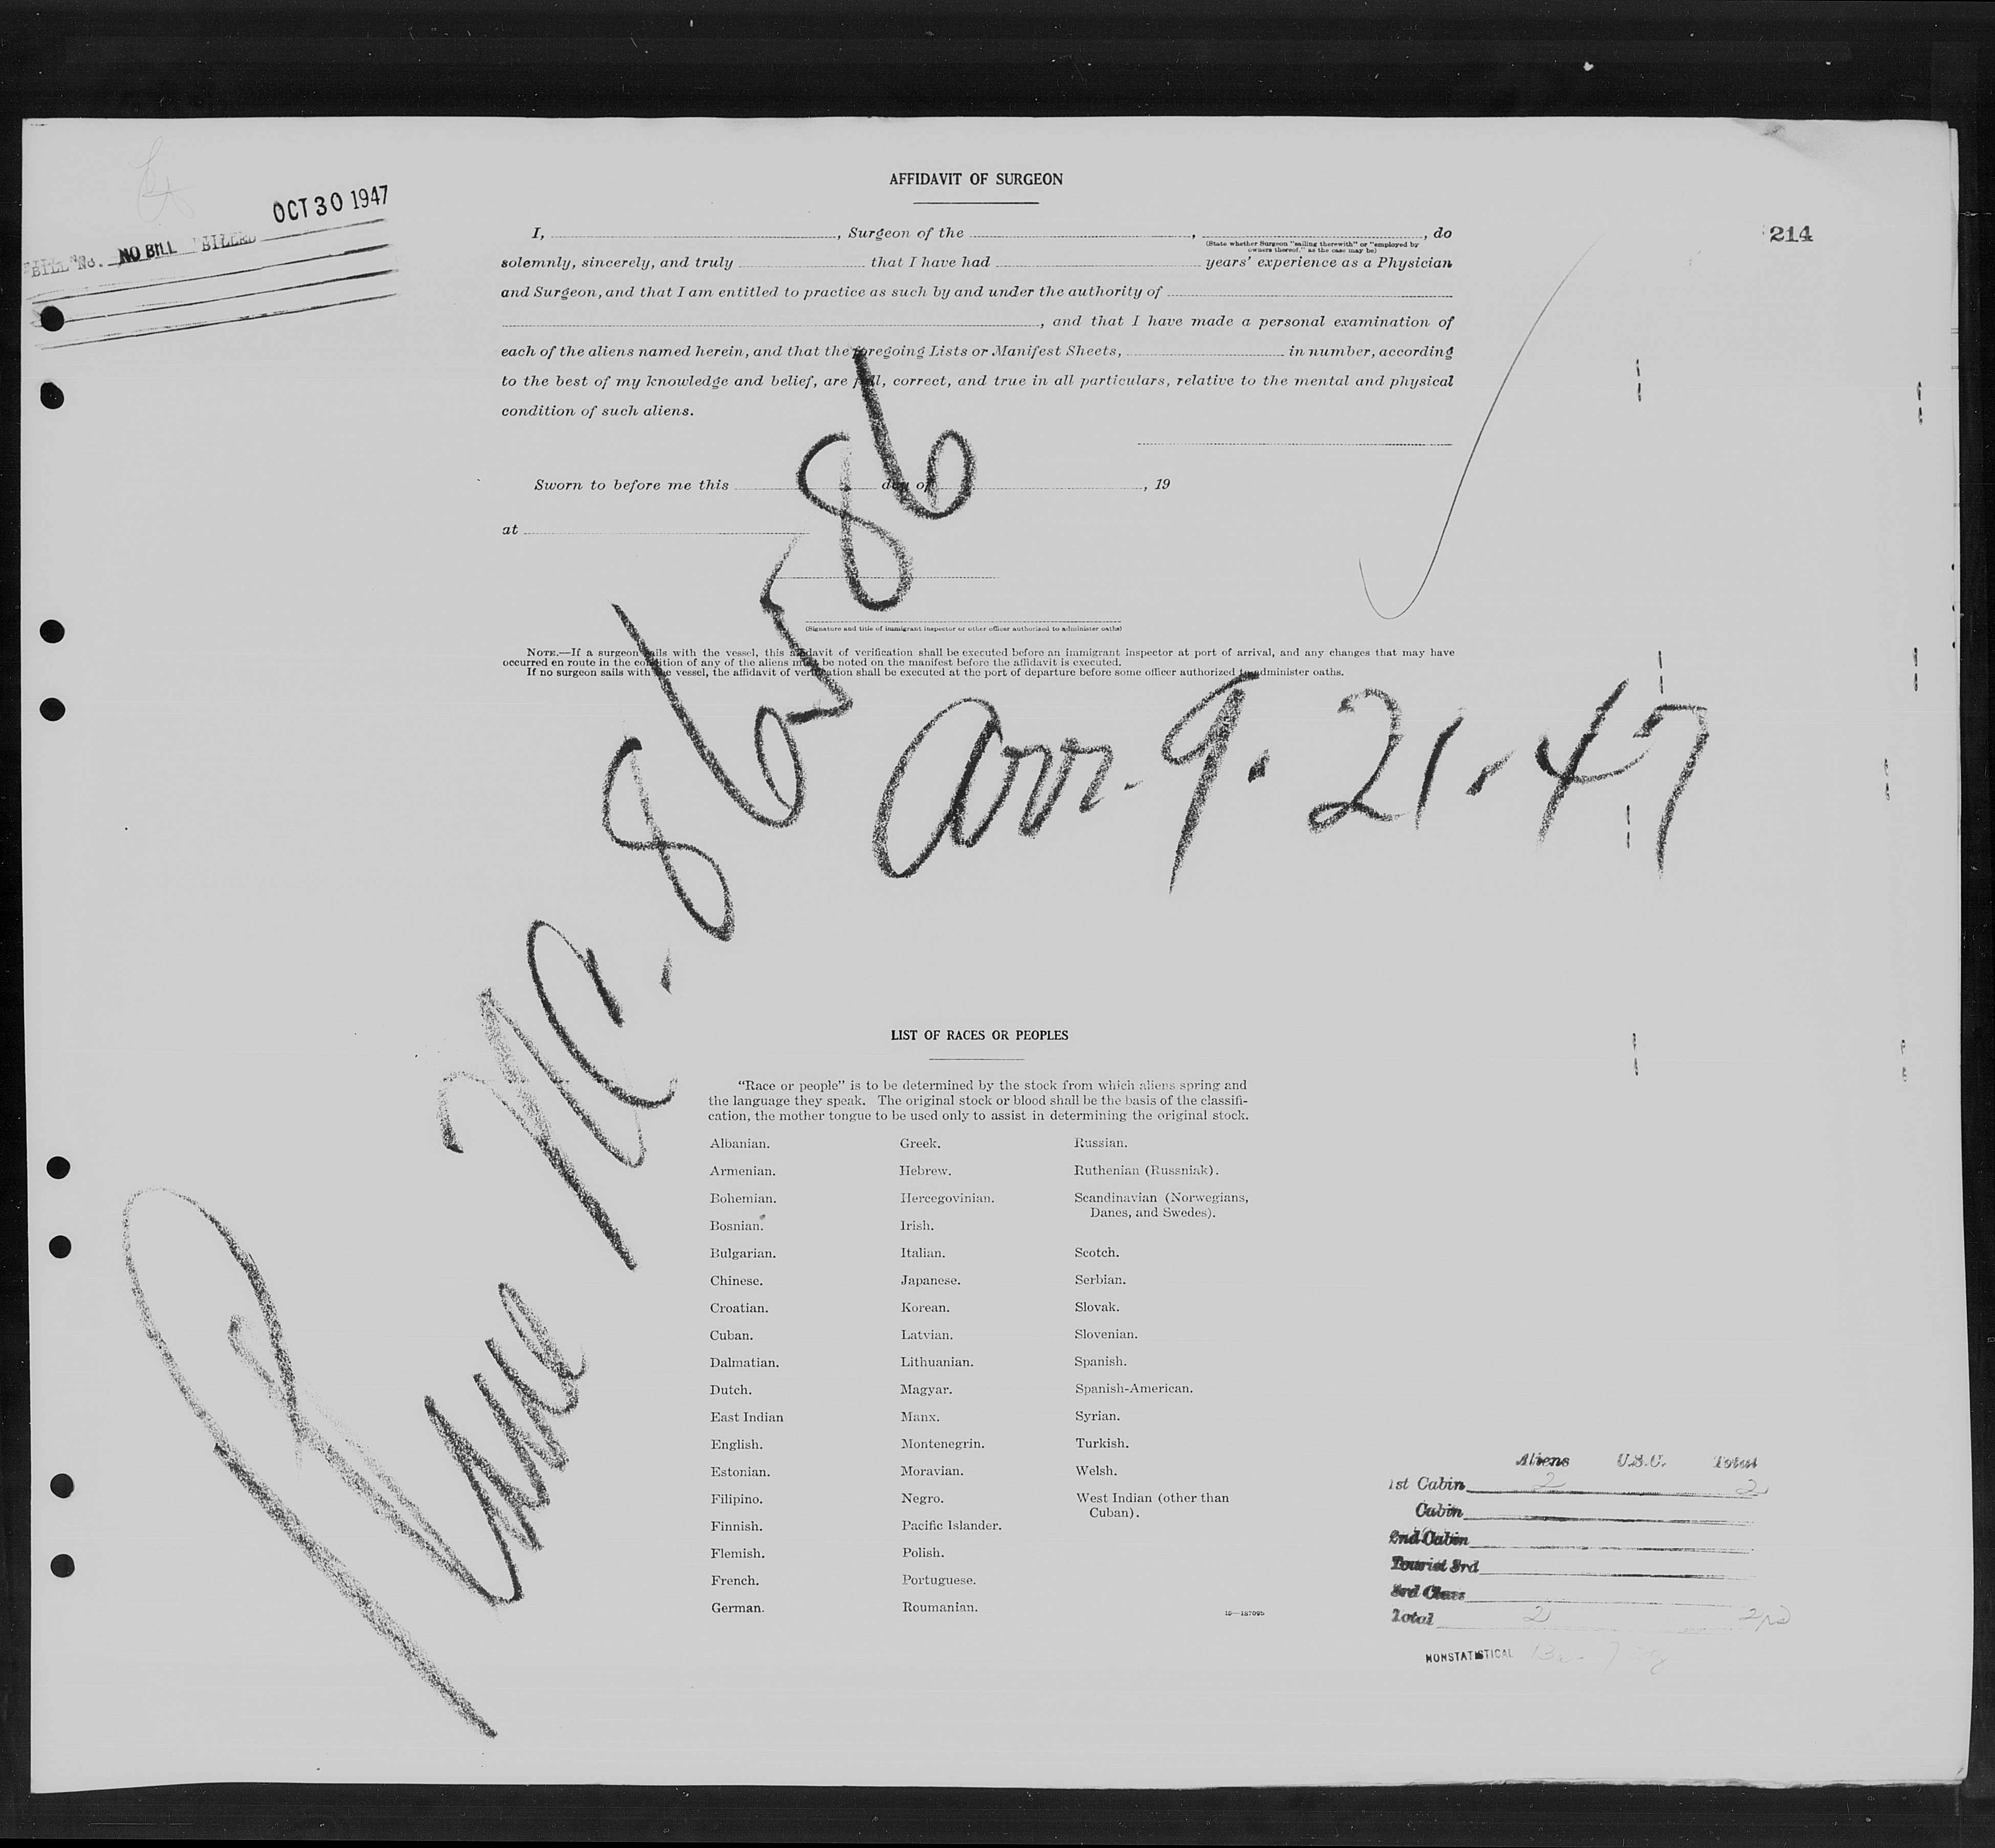 OCT 30 1947
BILL No. NO BILL BILLED
214
AFFIDAVIT OF SURGEON
I, , Surgeon of the , , do
(State whether Surgeon "sailing therewith" or "employed by
owners thereof," as the case may be)
solemnly, sincerely, and truly that I have had years' experience as a Physician
and Surgeon, and that I am entitled to practice as such by and under the authority of
, and that I have made a personal examination of
each of the aliens named herein, and that the foregoing Lists or Manifest Sheets, in number, according
to the best of my knowledge and belief, are full, correct, and true in all particulars, relative to the mental and physical
condition of such aliens.
Sworn to before me this day of , 19
at
(Signature and title of immigrant inspector or other officer authorized to administer oaths)
NOTE.—If a surgeon sails with the vessel, this affidavit of verification shall be executed before an immigrant inspector at port of arrival, and any changes that may have
occurred en route in the condition of any of the aliens must be noted on the manifest before the affidavit is executed.
If no surgeon sails with the vessel, the affidavit of verification shall be executed at the port of departure before some officer authorized to administer oaths.
NC. 86586
Arr. 9. 21. 47
LIST OF RACES OR PEOPLES
"Race or people" is to be determined by the stock from which aliens spring and
the language they speak. The original stock or blood shall be the basis of the classifi-
cation, the mother tongue to be used only to assist in determining the original stock.
Albanian.
Armenian.
Bohemian.
Bosnian.
Bulgarian.
Chinese.
Croatian.
Cuban.
Dalmatian.
Dutch.
East Indian
English.
Estonian.
Filipino.
Finnish.
Flemish.
French.
German.
Greek.
Hebrew.
Hercegovinian.
Irish.
Italian.
Japanese.
Korean.
Latvian.
Lithuanian.
Magyar.
Manx.
Montenegrin.
Moravian.
Negro.
Pacific Islander.
Polish.
Portuguese.
Roumanian.
Russian.
Ruthenian (Russniak).
Scandinavian (Norwegians,
Danes, and Swedes).
Scotch.
Serbian.
Slovak.
Slovenian.
Spanish.
Spanish-American.
Syrian.
Turkish.
Welsh.
West Indian (other than
Cuban).
Aliens U.S.C. Total
1st Cabin 2 2
Cabin
2nd Cabin
Tourist 3rd
3rd Class
Total 2
NONSTATISTICAL